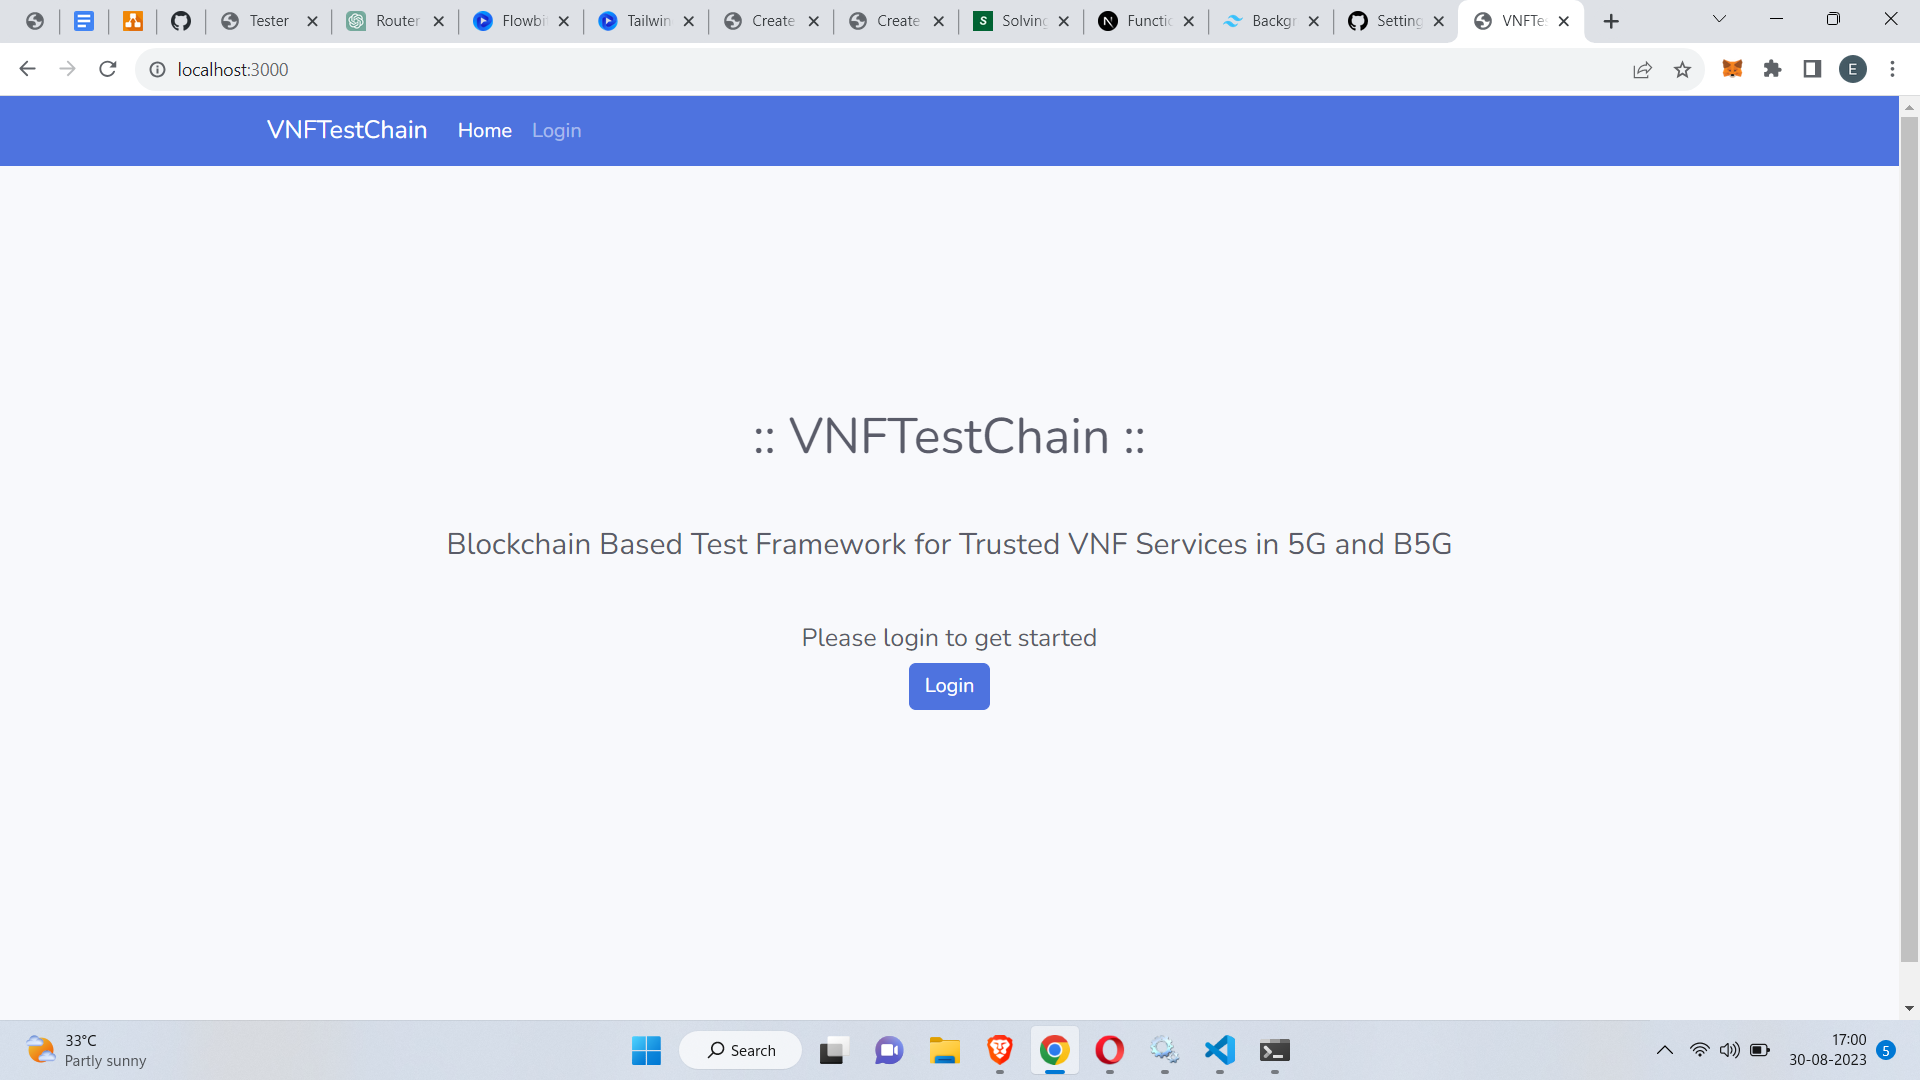 Tester
Router
Flowbi
Tailwin
Create
Create
S
Solving
N
Functio
Backgr
Setting
VNFTes
localhost:3000
E
VNFTestChain Home Login
:: VNFTestChain ::
Blockchain Based Test Framework for Trusted VNF Services in 5G and B5G
Please login to get started
Login
33°C
Partly sunny
Search
17:00
30-08-2023
5